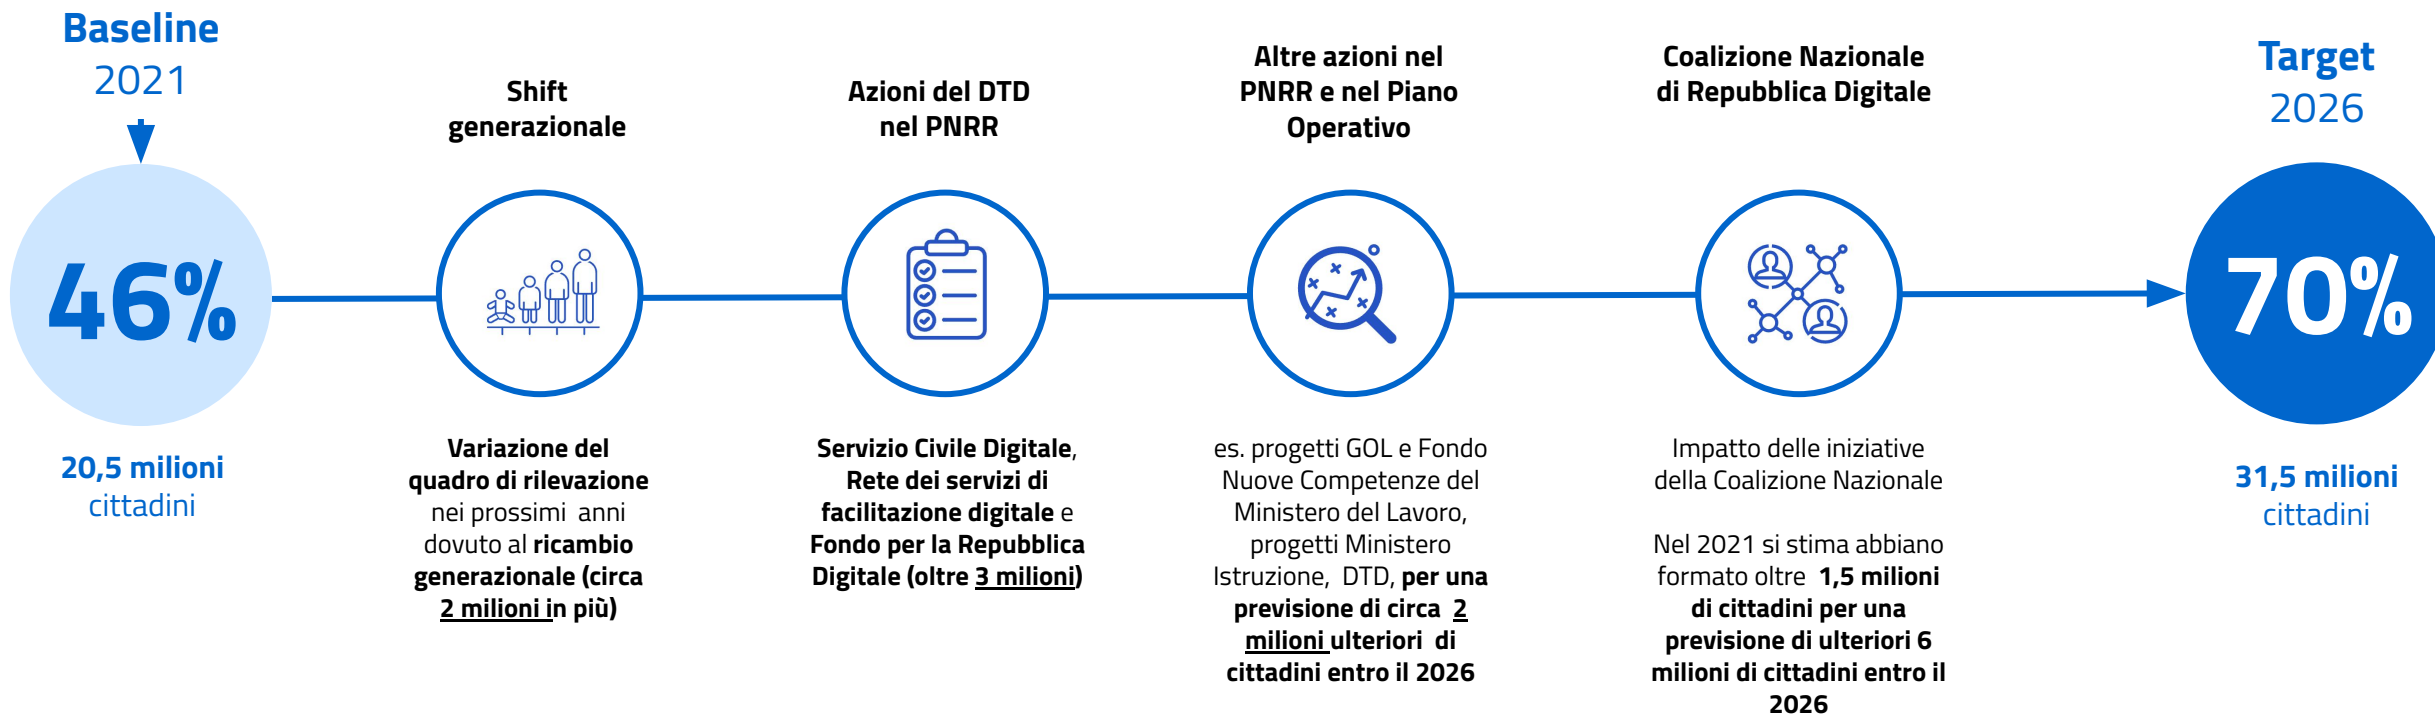 Baseline
2021
46%
20,5 milioni
cittadini
Shift
generazionale
Variazione del
quadro di rilevazione
nei prossimi anni
dovuto al ricambio
generazionale (circa
2 milioni in più)
Azioni del DTD
nel PNRR
Servizio Civile Digitale,
Rete dei servizi di
facilitazione digitale e
Fondo per la Repubblica
Digitale (oltre 3 milioni)
Altre azioni nel
PNRR e nel Piano
Operativo
es. progetti GOL e Fondo
Nuove Competenze del
Ministero del Lavoro,
progetti Ministero
Istruzione, DTD, per una
previsione di circa 2
milioni ulteriori di
cittadini entro il 2026
Coalizione Nazionale
di Repubblica Digitale
Impatto delle iniziative
della Coalizione Nazionale
Nel 2021 si stima abbiano
formato oltre 1,5 milioni
di cittadini per una
previsione di ulteriori 6
milioni di cittadini entro il
2026
Target
2026
70%
31,5 milioni
cittadini